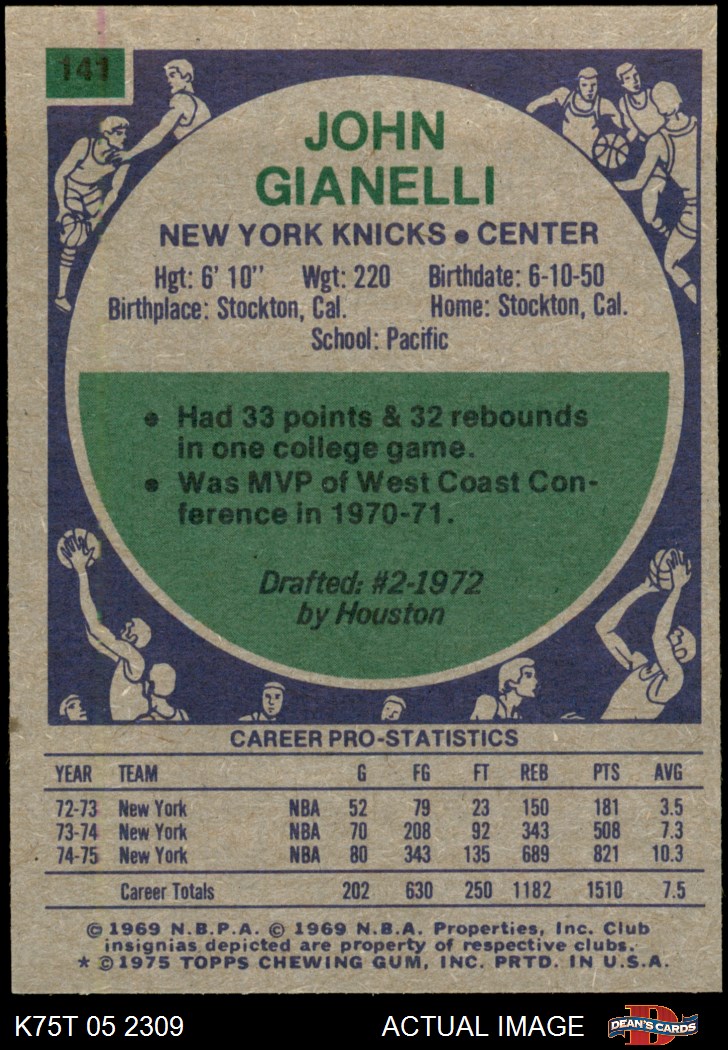 141
JOHN
GIANELLI
NEW YORK KNICKS • CENTER
Hgt: 6' 10" Wgt: 220 Birthdate: 6-10-50
Birthplace: Stockton, Cal. Home: Stockton, Cal.
School: Pacific
• Had 33 points & 32 rebounds
in one college game.
• Was MVP of West Coast Con-
ference in 1970-71.
Drafted: #2-1972
by Houston
CAREER PRO-STATISTICS
YEAR TEAM G FG FT REB PTS AVG
72-73 New York NBA 52 79 23 150 181 3.5
73-74 New York NBA 70 208 92 343 508 7.3
74-75 New York NBA 80 343 135 689 821 10.3
Career Totals 202 630 250 1182 1510 7.5
© 1969 N.B.P.A. © 1969 N.B.A. Properties, Inc. Club
insignias depicted are property of respective clubs.
* © 1975 TOPPS CHEWING GUM, INC. PRTD. IN U.S.A.
K75T 05 2309 ACTUAL IMAGE D DEAN'S CARDS